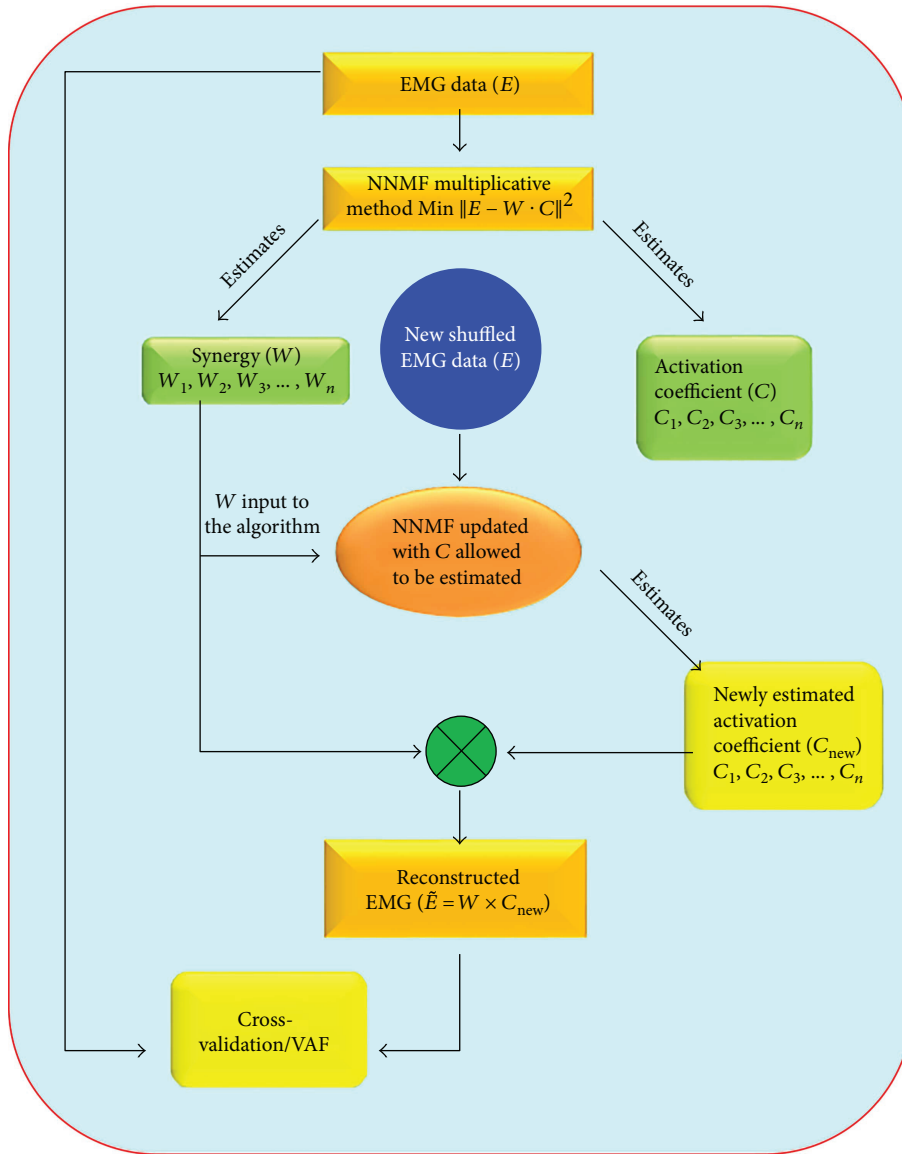 EMG data (E)
NNMF multiplicative
method Min ‖E – W · C‖²
Estimates
Estimates
New shuffled
EMG data (E)
Synergy (W)
W₁, W₂, W₃, ... , Wₙ
Activation
coefficient (C)
C₁, C₂, C₃, ... , Cₙ
W input to
the algorithm
NNMF updated
with C allowed
to be estimated
Estimates
Newly estimated
activation
coefficient (C_new)
C₁, C₂, C₃, ... , Cₙ
Reconstructed
EMG (Ẽ = W × C_new)
Cross-
validation/VAF